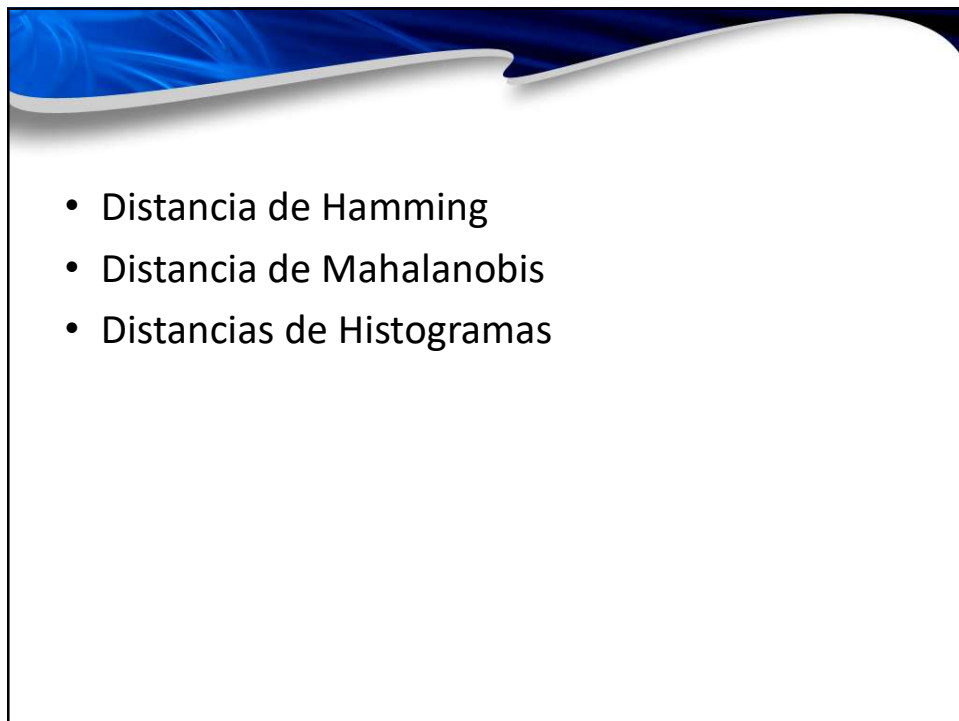 • Distancia de Hamming
• Distancia de Mahalanobis
• Distancias de Histogramas